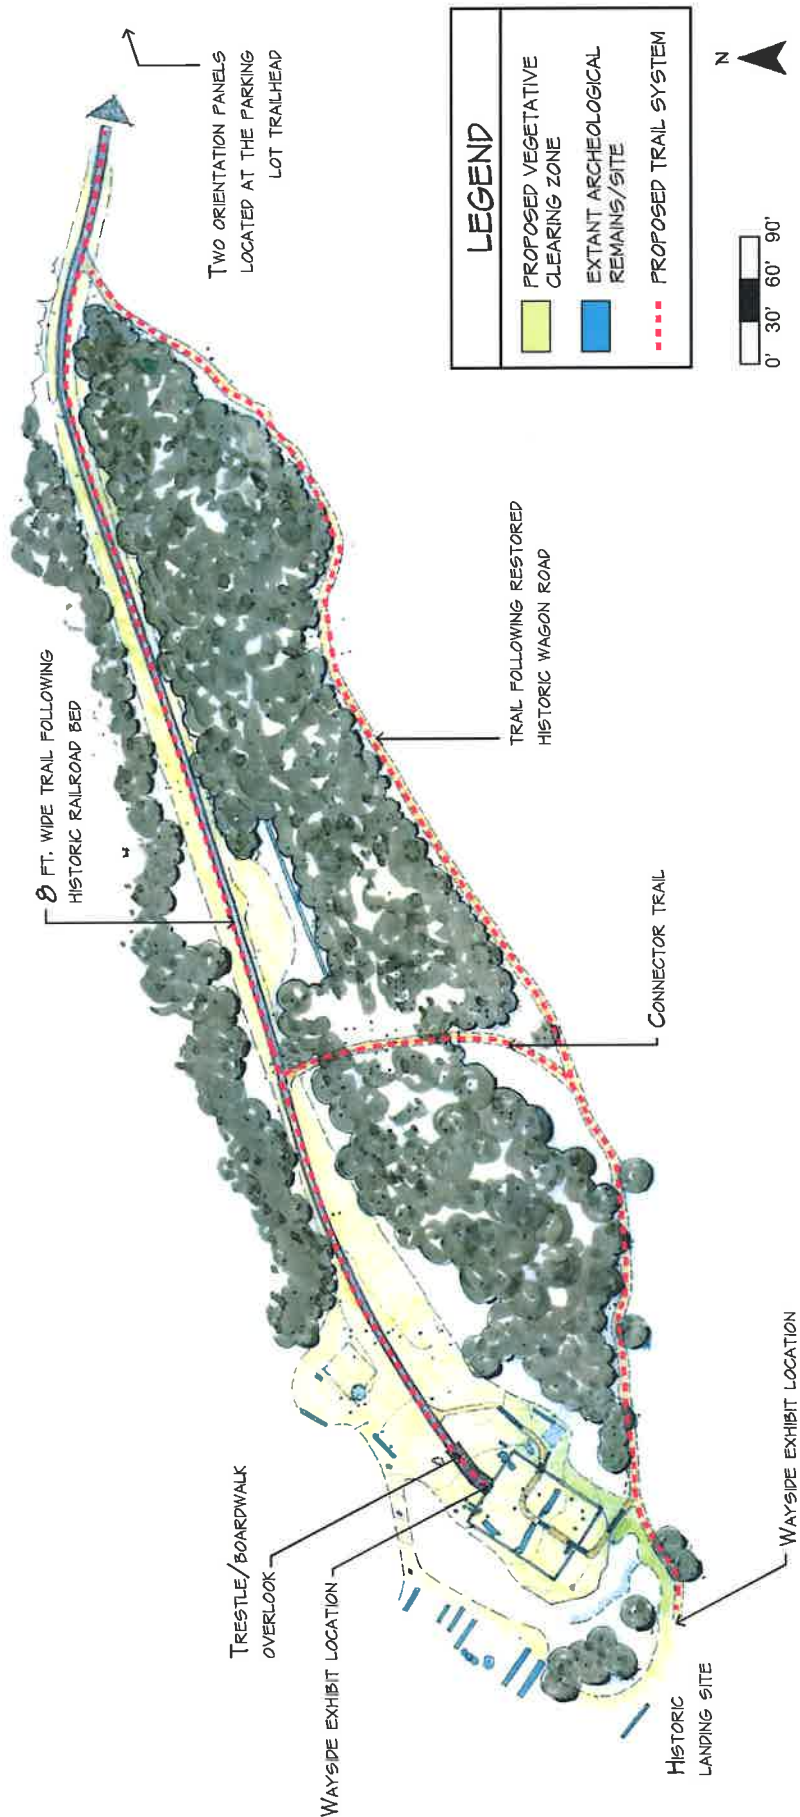 Two orientation panels
located at the parking
lot trailhead
8 ft. wide trail following
historic railroad bed
trail following restored
historic wagon road
Connector trail
Trestle/boardwalk
overlook
Wayside exhibit location
Wayside exhibit location
Historic
landing site
LEGEND
PROPOSED VEGETATIVE
CLEARING ZONE
EXTANT ARCHEOLOGICAL
REMAINS/SITE
PROPOSED TRAIL SYSTEM
0' 30' 60' 90'
N